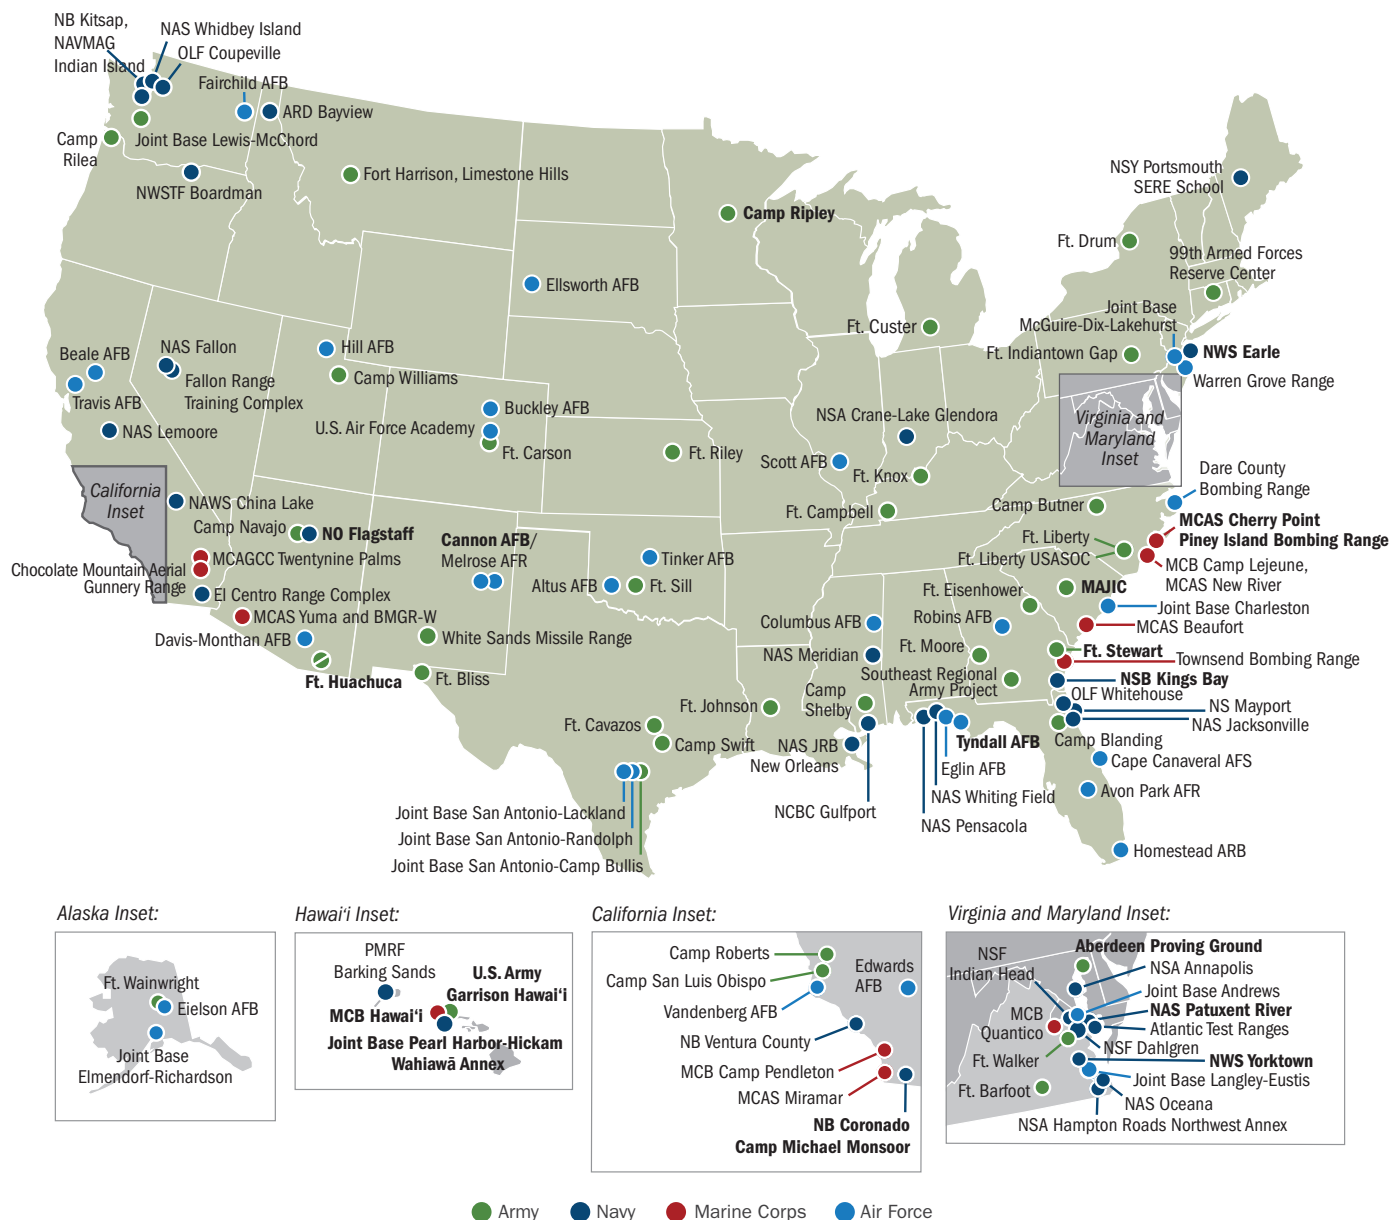 NB Kitsap,
NAVMAG
Indian Island
NAS Whidbey Island
OLF Coupeville
Fairchild AFB
ARD Bayview
Camp
Rilea
Joint Base Lewis-McChord
NWSTF Boardman
Fort Harrison, Limestone Hills
Camp Ripley
NSY Portsmouth
SERE School
Ft. Drum
99th Armed Forces
Reserve Center
Ellsworth AFB
Joint Base
McGuire-Dix-Lakehurst
Ft. Custer
Ft. Indiantown Gap
NWS Earle
Warren Grove Range
Beale AFB
NAS Fallon
Hill AFB
Camp Williams
Fallon Range
Training Complex
Travis AFB
NAS Lemoore
Buckley AFB
U.S. Air Force Academy
Ft. Carson
Ft. Riley
NSA Crane-Lake Glendora
Scott AFB
Ft. Knox
Ft. Campbell
Virginia and
Maryland
Inset
Dare County
Bombing Range
California
Inset
NAWS China Lake
Camp Navajo
NO Flagstaff
MCAGCC Twentynine Palms
Chocolate Mountain Aerial
Gunnery Range
El Centro Range Complex
MCAS Yuma and BMGR-W
Davis-Monthan AFB
Ft. Huachuca
Cannon AFB/
Melrose AFR
Altus AFB
Tinker AFB
Ft. Sill
White Sands Missile Range
Ft. Bliss
Camp Butner
MCAS Cherry Point
Piney Island Bombing Range
Ft. Liberty
Ft. Liberty USASOC
MCB Camp Lejeune,
MCAS New River
MAJIC
Ft. Eisenhower
Joint Base Charleston
Robins AFB
MCAS Beaufort
Columbus AFB
Ft. Moore
Ft. Stewart
Townsend Bombing Range
NAS Meridian
Southeast Regional
Army Project
NSB Kings Bay
OLF Whitehouse
NS Mayport
NAS Jacksonville
Camp
Shelby
Ft. Johnson
Ft. Cavazos
Camp Swift
NAS JRB
New Orleans
Tyndall AFB
Camp Blanding
Cape Canaveral AFS
Eglin AFB
Avon Park AFR
NAS Whiting Field
NCBC Gulfport
NAS Pensacola
Homestead ARB
Joint Base San Antonio-Lackland
Joint Base San Antonio-Randolph
Joint Base San Antonio-Camp Bullis
Alaska Inset:
Ft. Wainwright
Eielson AFB
Joint Base
Elmendorf-Richardson
Hawai‘i Inset:
PMRF
Barking Sands
U.S. Army
Garrison Hawai‘i
MCB Hawai‘i
Joint Base Pearl Harbor-Hickam
Wahiawā Annex
California Inset:
Camp Roberts
Camp San Luis Obispo
Edwards
AFB
Vandenberg AFB
NB Ventura County
MCB Camp Pendleton
MCAS Miramar
NB Coronado
Camp Michael Monsoor
Virginia and Maryland Inset:
Aberdeen Proving Ground
NSF
Indian Head
NSA Annapolis
Joint Base Andrews
NAS Patuxent River
MCB
Quantico
Atlantic Test Ranges
NSF Dahlgren
Ft. Walker
NWS Yorktown
Joint Base Langley-Eustis
Ft. Barfoot
NAS Oceana
NSA Hampton Roads Northwest Annex
Army
Navy
Marine Corps
Air Force